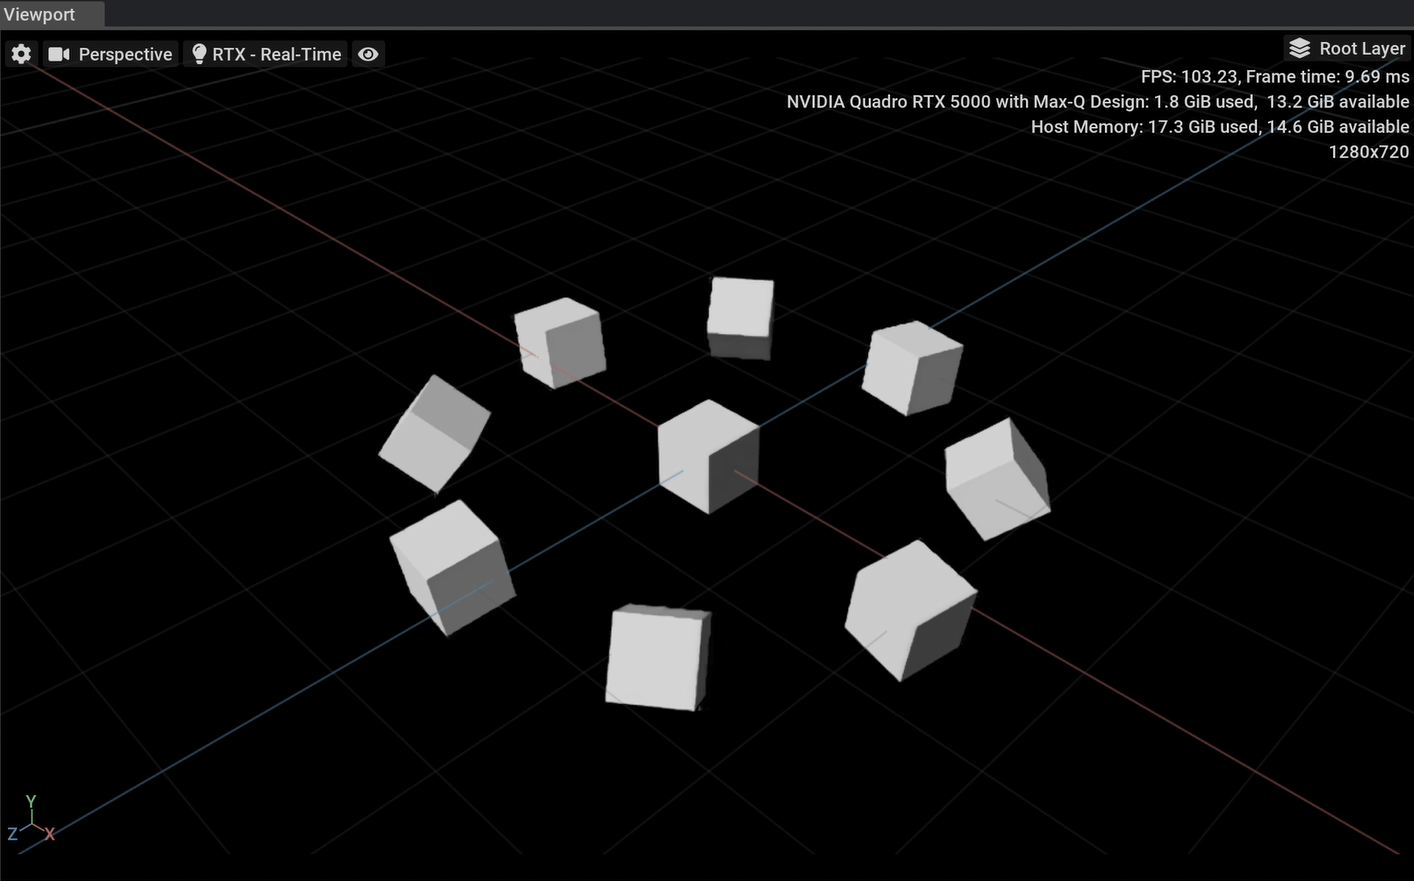 Viewport
Perspective
RTX - Real-Time
Root Layer
FPS: 103.23, Frame time: 9.69 ms
NVIDIA Quadro RTX 5000 with Max-Q Design: 1.8 GiB used, 13.2 GiB available
Host Memory: 17.3 GiB used, 14.6 GiB available
1280x720
Y
Z
X